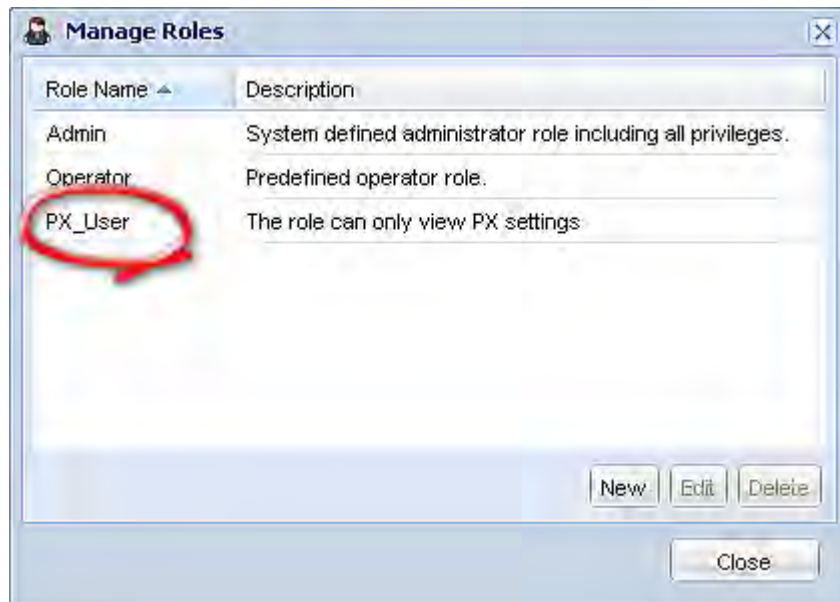 Manage Roles
Role Name Description
Admin System defined administrator role including all privileges.
Operator Predefined operator role.
PX_User The role can only view PX settings
New Edit Delete
Close